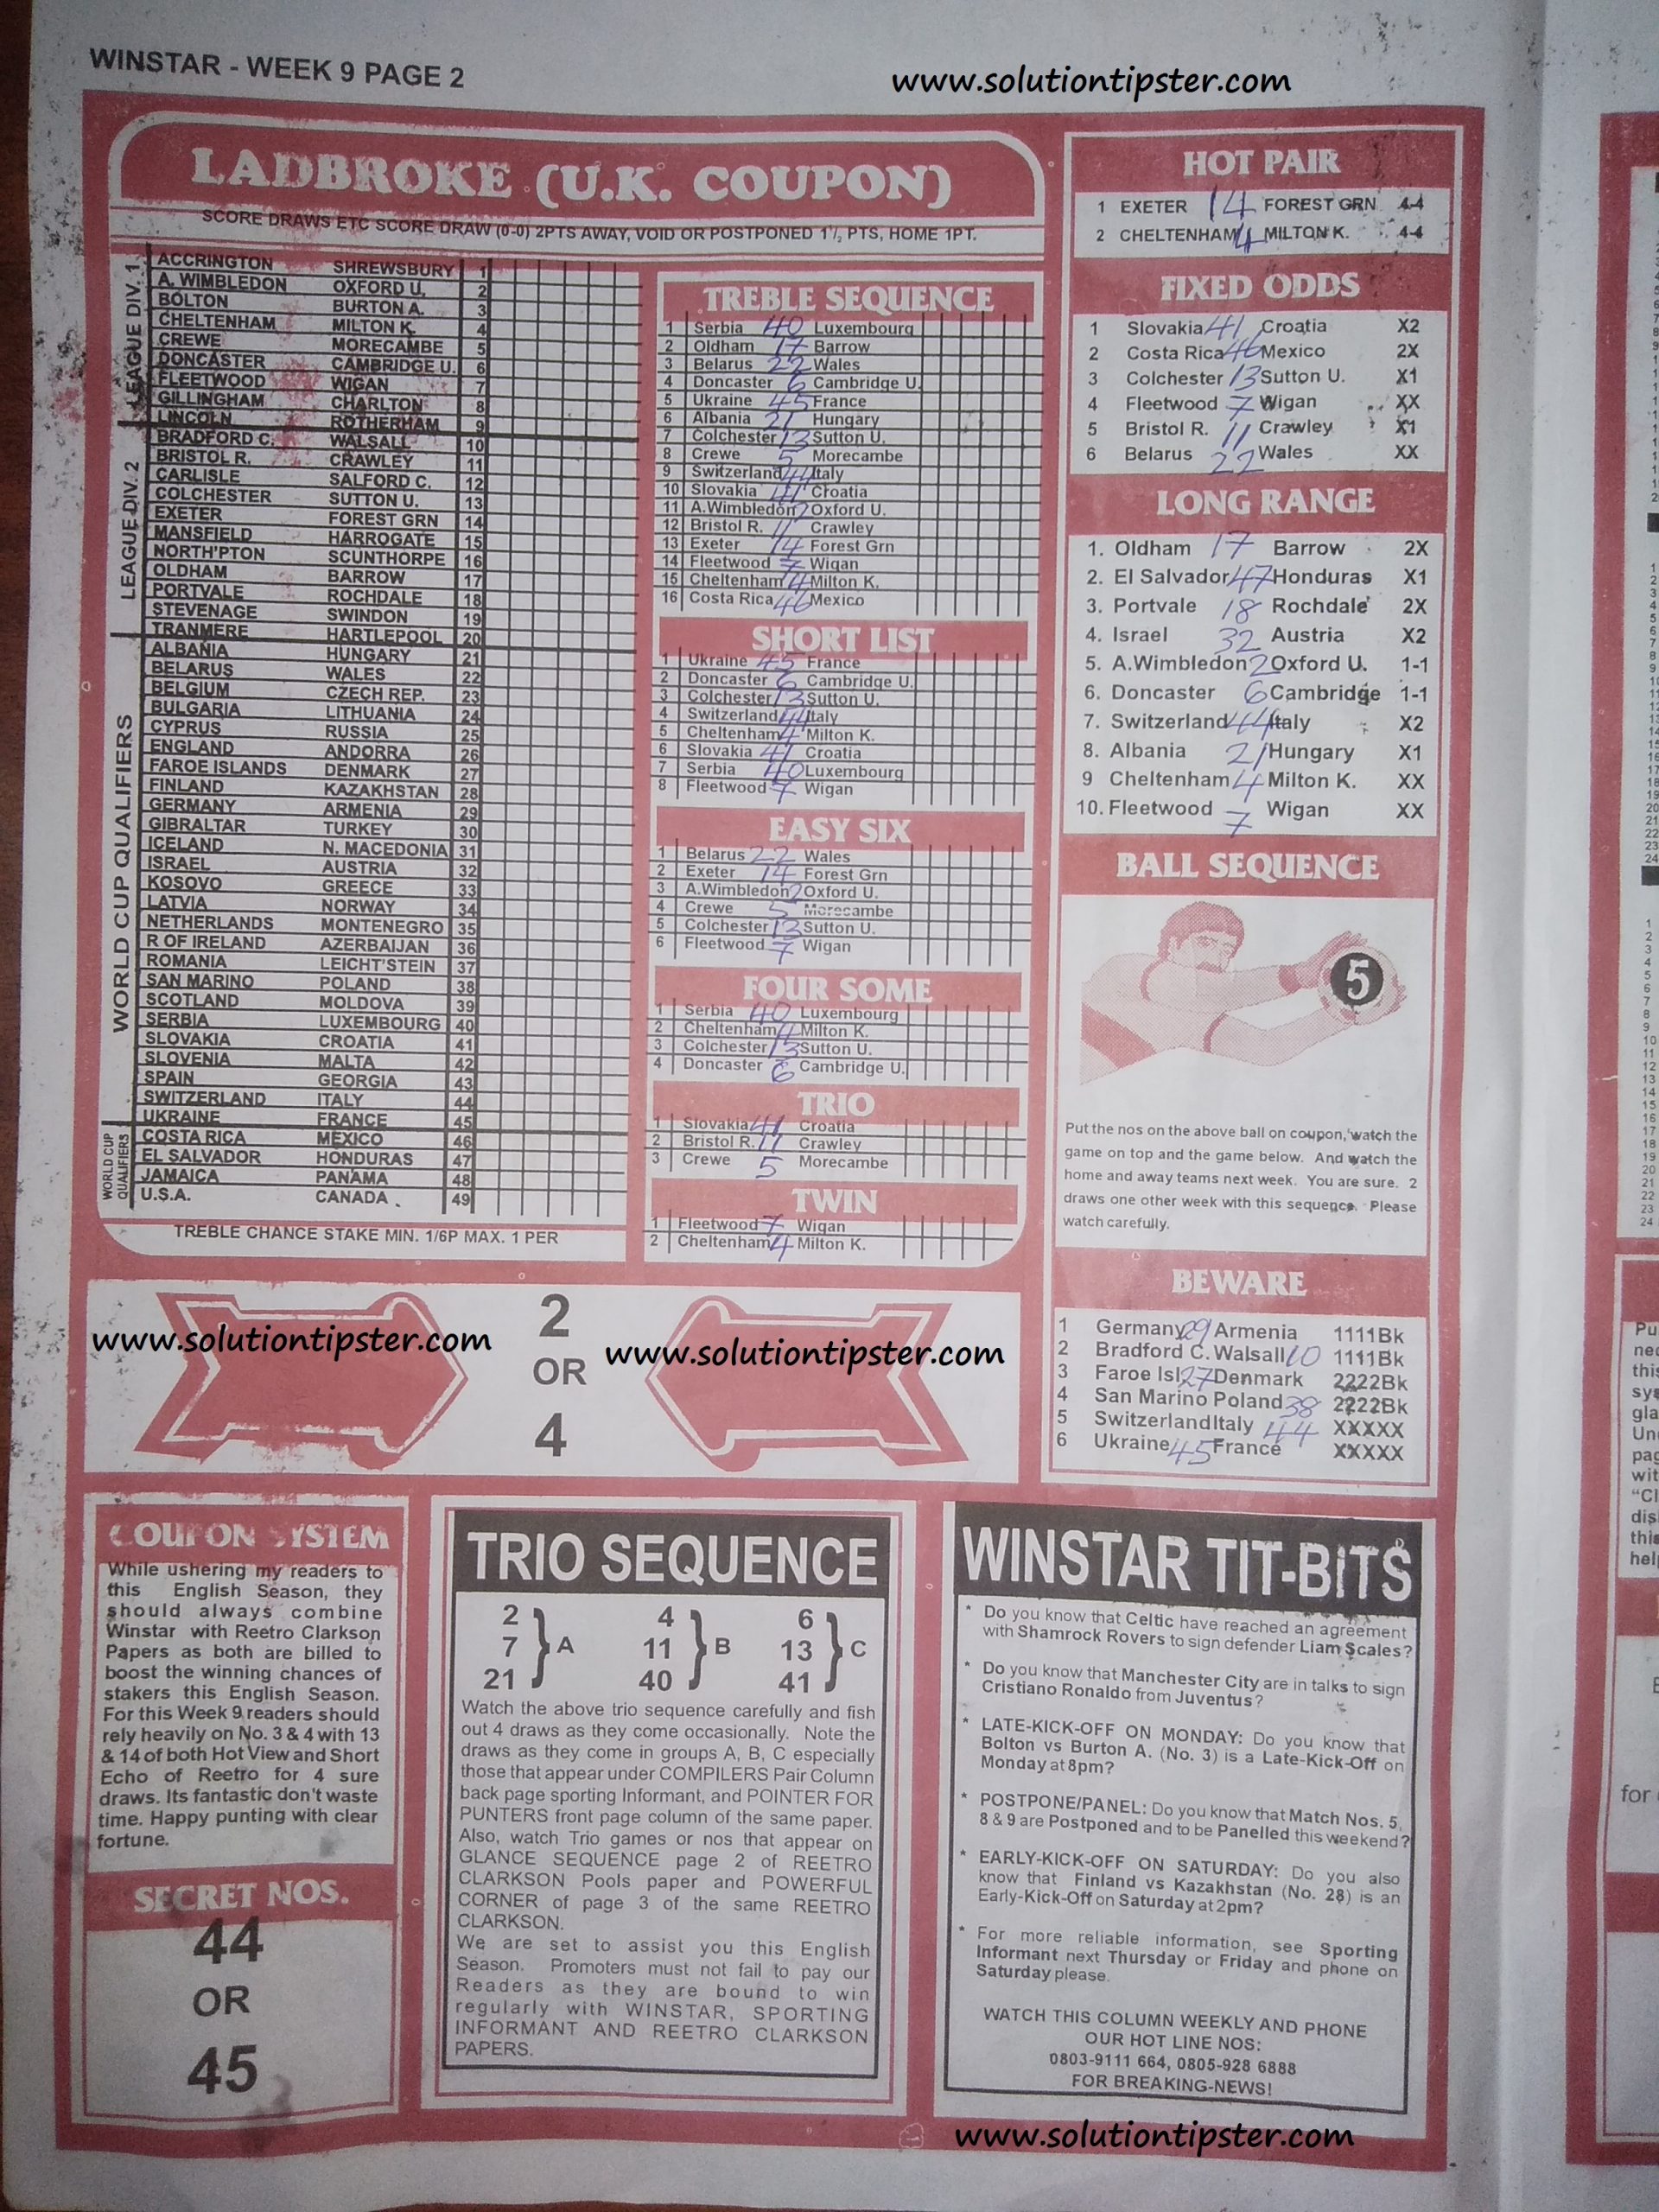 WINSTAR - WEEK 9 PAGE 2
www.solutiontipster.com
LADBROKE (U.K. COUPON)
SCORE DRAWS ETC SCORE DRAW (0-0) 2PTS AWAY, VOID OR POSTPONED 1½ PTS, HOME 1PT.
LEAGUE DIV. 1
ACCRINGTON SHREWSBURY 1
A. WIMBLEDON OXFORD U. 2
BOLTON BURTON A. 3
CHELTENHAM MILTON K. 4
CREWE MORECAMBE 5
DONCASTER CAMBRIDGE U. 6
FLEETWOOD WIGAN 7
GILLINGHAM CHARLTON 8
LINCOLN ROTHERHAM 9
LEAGUE DIV. 2
BRADFORD C. WALSALL 10
BRISTOL R. CRAWLEY 11
CARLISLE SALFORD C. 12
COLCHESTER SUTTON U. 13
EXETER FOREST GRN 14
MANSFIELD HARROGATE 15
NORTH'PTON SCUNTHORPE 16
OLDHAM BARROW 17
PORTVALE ROCHDALE 18
STEVENAGE SWINDON 19
TRANMERE HARTLEPOOL 20
WORLD CUP QUALIFIERS
ALBANIA HUNGARY 21
BELARUS WALES 22
BELGIUM CZECH REP. 23
BULGARIA LITHUANIA 24
CYPRUS RUSSIA 25
ENGLAND ANDORRA 26
FAROE ISLANDS DENMARK 27
FINLAND KAZAKHSTAN 28
GERMANY ARMENIA 29
GIBRALTAR TURKEY 30
ICELAND N. MACEDONIA 31
ISRAEL AUSTRIA 32
KOSOVO GREECE 33
LATVIA NORWAY 34
NETHERLANDS MONTENEGRO 35
R OF IRELAND AZERBAIJAN 36
ROMANIA LEICHT'STEIN 37
SAN MARINO POLAND 38
SCOTLAND MOLDOVA 39
SERBIA LUXEMBOURG 40
SLOVAKIA CROATIA 41
SLOVENIA MALTA 42
SPAIN GEORGIA 43
SWITZERLAND ITALY 44
UKRAINE FRANCE 45
WORLD CUP QUALIFIERS
COSTA RICA MEXICO 46
EL SALVADOR HONDURAS 47
JAMAICA PANAMA 48
U.S.A. CANADA 49
TREBLE CHANCE STAKE MIN. 1/6P MAX. 1 PER
TREBLE SEQUENCE
1 Serbia 40 Luxembourg
2 Oldham 17 Barrow
3 Belarus 22 Wales
4 Doncaster 6 Cambridge U.
5 Ukraine 45 France
6 Albania 21 Hungary
7 Colchester 13 Sutton U.
8 Crewe 5 Morecambe
9 Switzerland 44 Italy
10 Slovakia 41 Croatia
11 A.Wimbledon 2 Oxford U.
12 Bristol R. 11 Crawley
13 Exeter 14 Forest Grn
14 Fleetwood 7 Wigan
15 Cheltenham 4 Milton K.
16 Costa Rica 46 Mexico
SHORT LIST
1 Ukraine 45 France
2 Doncaster 6 Cambridge U.
3 Colchester 13 Sutton U.
4 Switzerland 44 Italy
5 Cheltenham 4 Milton K.
6 Slovakia 41 Croatia
7 Serbia 40 Luxembourg
8 Fleetwood 7 Wigan
EASY SIX
1 Belarus 22 Wales
2 Exeter 14 Forest Grn
3 A.Wimbledon 2 Oxford U.
4 Crewe 5 Morecambe
5 Colchester 13 Sutton U.
6 Fleetwood 7 Wigan
FOUR SOME
1 Serbia 40 Luxembourg
2 Cheltenham 4 Milton K.
3 Colchester 13 Sutton U.
4 Doncaster 6 Cambridge U.
TRIO
1 Slovakia 41 Croatia
2 Bristol R. 11 Crawley
3 Crewe 5 Morecambe
TWIN
1 Fleetwood 7 Wigan
2 Cheltenham 4 Milton K.
HOT PAIR
1 EXETER 14 FOREST GRN 4-4
2 CHELTENHAM 4 MILTON K. 4-4
FIXED ODDS
1 Slovakia 41 Croatia X2
2 Costa Rica 46 Mexico 2X
3 Colchester 13 Sutton U. X1
4 Fleetwood 7 Wigan XX
5 Bristol R. 11 Crawley X1
6 Belarus 22 Wales XX
LONG RANGE
1. Oldham 17 Barrow 2X
2. El Salvador 47 Honduras X1
3. Portvale 18 Rochdale 2X
4. Israel 32 Austria X2
5. A.Wimbledon 2 Oxford U. 1-1
6. Doncaster 6 Cambridge 1-1
7. Switzerland 44 Italy X2
8. Albania 21 Hungary X1
9 Cheltenham 4 Milton K. XX
10. Fleetwood 7 Wigan XX
BALL SEQUENCE
5
Put the nos on the above ball on coupon, watch the
game on top and the game below. And watch the
home and away teams next week. You are sure. 2
draws one other week with this sequence. Please
watch carefully.
BEWARE
1 Germany 29 Armenia 1111Bk
2 Bradford C. Walsall 10 1111Bk
3 Faroe Isl 27 Denmark 2222Bk
4 San Marino Poland 38 2222Bk
5 Switzerland Italy 44 XXXXX
6 Ukraine 45 France XXXXX
www.solutiontipster.com
2
OR
4
www.solutiontipster.com
COUPON SYSTEM
While ushering my readers to
this English Season, they
should always combine
Winstar with Reetro Clarkson
Papers as both are billed to
boost the winning chances of
stakers this English Season.
For this Week 9 readers should
rely heavily on No. 3 & 4 with 13
& 14 of both Hot View and Short
Echo of Reetro for 4 sure
draws. Its fantastic don't waste
time. Happy punting with clear
fortune.
SECRET NOS.
44
OR
45
TRIO SEQUENCE
2 4 6
7 A 11 B 13 C
21 40 41
Watch the above trio sequence carefully and fish
out 4 draws as they come occasionally. Note the
draws as they come in groups A, B, C especially
those that appear under COMPILERS Pair Column
back page sporting Informant, and POINTER FOR
PUNTERS front page column of the same paper.
Also, watch Trio games or nos that appear on
GLANCE SEQUENCE page 2 of REETRO
CLARKSON Pools paper and POWERFUL
CORNER of page 3 of the same REETRO
CLARKSON.
We are set to assist you this English
Season. Promoters must not fail to pay our
Readers as they are bound to win
regularly with WINSTAR, SPORTING
INFORMANT AND REETRO CLARKSON
PAPERS.
WINSTAR TIT-BITS
* Do you know that Celtic have reached an agreement
with Shamrock Rovers to sign defender Liam Scales?
* Do you know that Manchester City are in talks to sign
Cristiano Ronaldo from Juventus?
* LATE-KICK-OFF ON MONDAY: Do you know that
Bolton vs Burton A. (No. 3) is a Late-Kick-Off on
Monday at 8pm?
* POSTPONE/PANEL: Do you know that Match Nos. 5,
8 & 9 are Postponed and to be Panelled this weekend?
* EARLY-KICK-OFF ON SATURDAY: Do you also
know that Finland vs Kazakhstan (No. 28) is an
Early-Kick-Off on Saturday at 2pm?
* For more reliable information, see Sporting
Informant next Thursday or Friday and phone on
Saturday please.
WATCH THIS COLUMN WEEKLY AND PHONE
OUR HOT LINE NOS:
0803-9111 664, 0805-928 6888
FOR BREAKING-NEWS!
www.solutiontipster.com